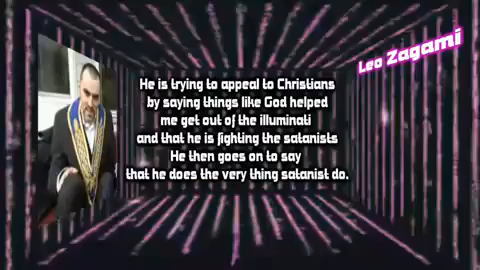 Leo Zagami
He is trying to appeal to Christians
by saying things like God helped
me get out of the illuminati
and that he is fighting the satanists
He then goes on to say
that he does the very thing satanist do.